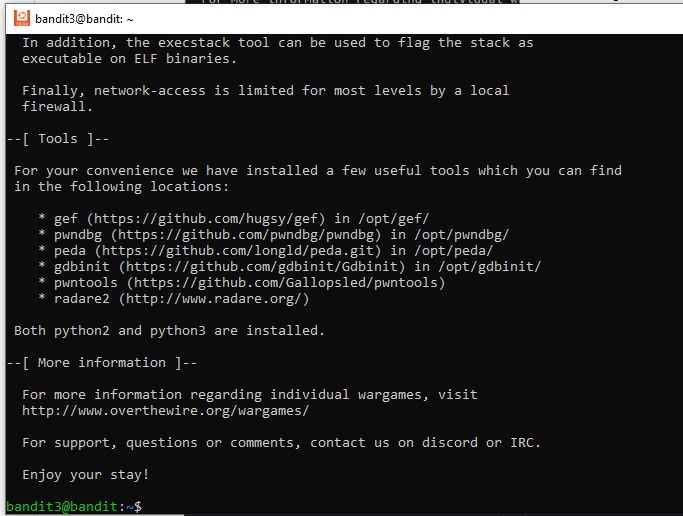 bandit3@bandit: ~
In addition, the execstack tool can be used to flag the stack as
executable on ELF binaries.
Finally, network-access is limited for most levels by a local
firewall.
--[ Tools ]--
For your convenience we have installed a few useful tools which you can find
in the following locations:
* gef (https://github.com/hugsy/gef) in /opt/gef/
* pwndbg (https://github.com/pwndbg/pwndbg) in /opt/pwndbg/
* peda (https://github.com/longld/peda.git) in /opt/peda/
* gdbinit (https://github.com/gdbinit/Gdbinit) in /opt/gdbinit/
* pwntools (https://github.com/Gallopsled/pwntools)
* radare2 (http://www.radare.org/)
Both python2 and python3 are installed.
--[ More information ]--
For more information regarding individual wargames, visit
http://www.overthewire.org/wargames/
For support, questions or comments, contact us on discord or IRC.
Enjoy your stay!
bandit3@bandit:~$